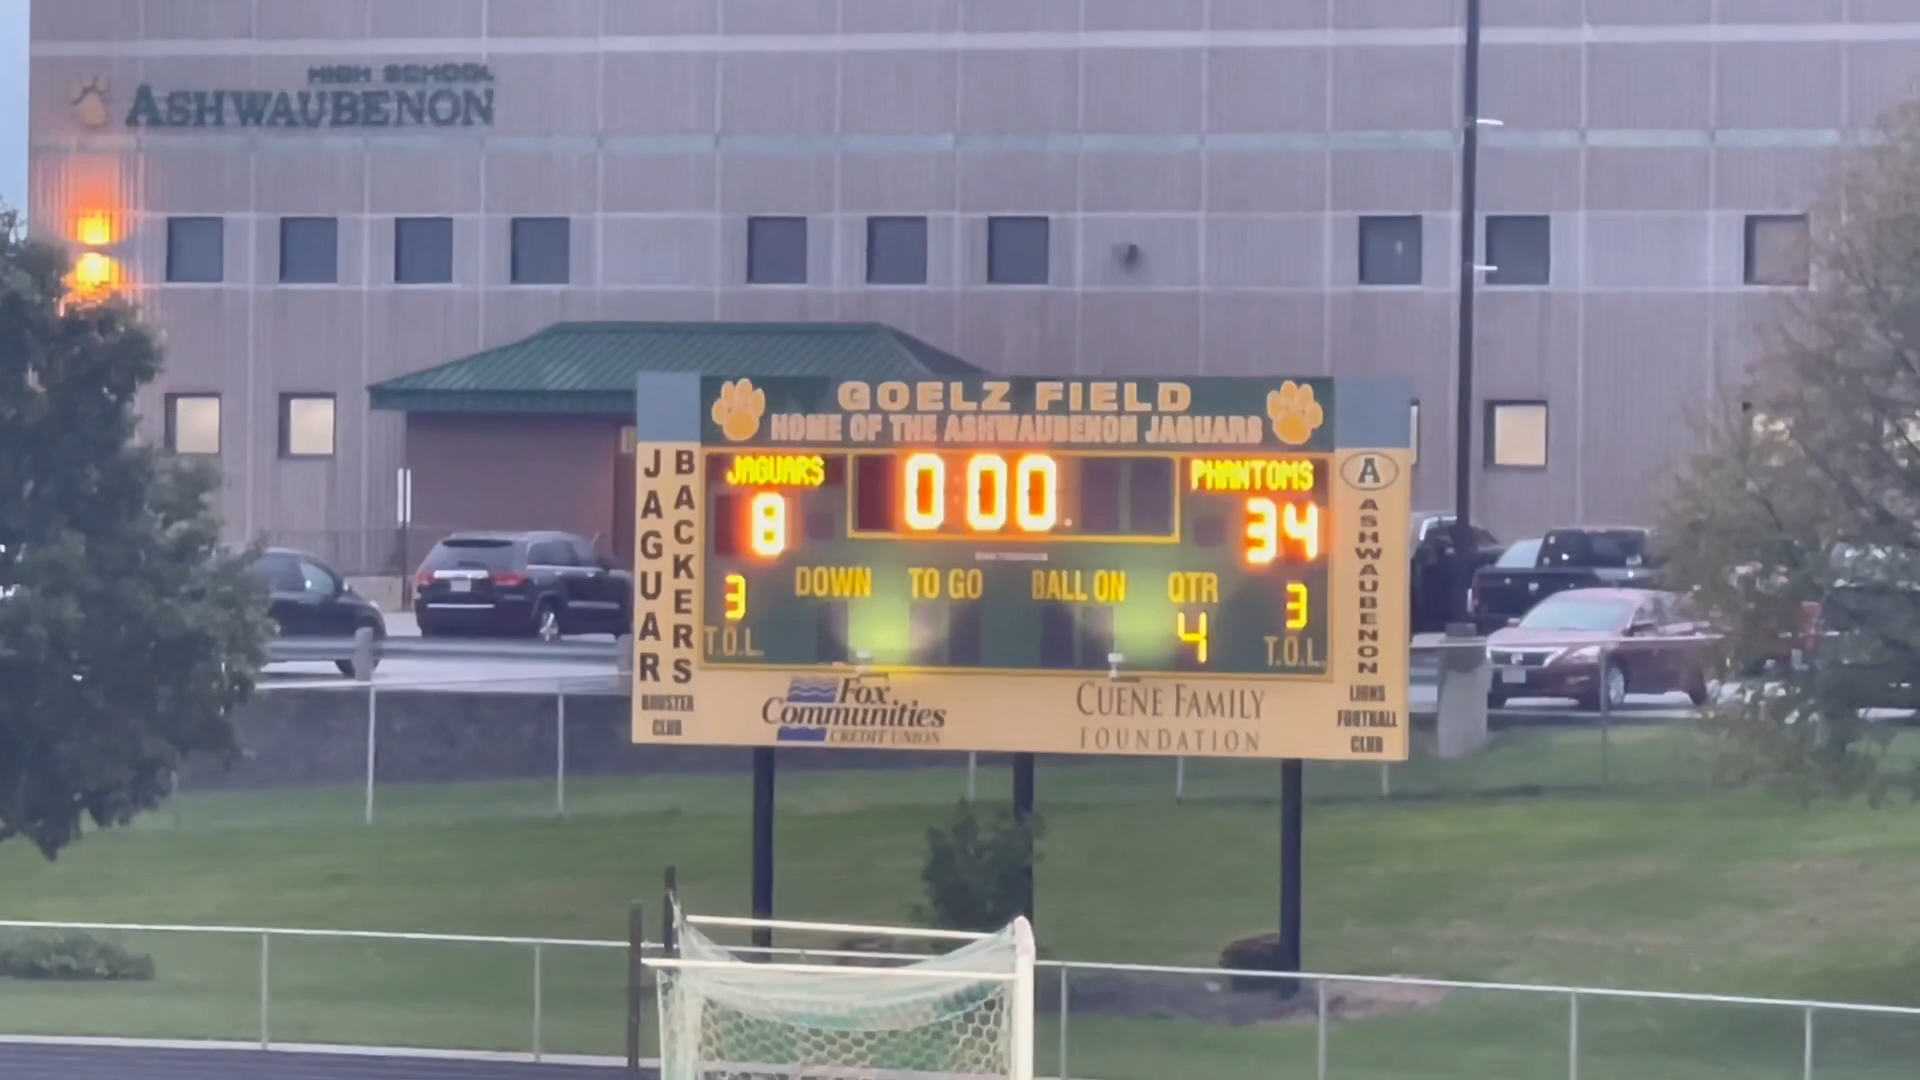 HIGH SCHOOL
ASHWAUBENON
GOELZ FIELD
HOME OF THE ASHWAUBENON JAGUARS
JAGUAR
BACKERS
BOOSTER
CLUB
JAGUARS
0:00.
PHANTOMS
8
34
DOWN
TO GO
BALL ON
QTR
3
4
3
T.O.L.
T.O.L.
A
ASHWAUBENON
LIONS
FOOTBALL
CLUB
Fox
Communities
CREDIT UNION
CUENE FAMILY
FOUNDATION